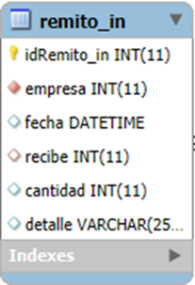 remito_in
idRemito_in INT(11)
empresa INT(11)
fecha DATETIME
recibe INT(11)
cantidad INT(11)
detalle VARCHAR(25...
Indexes